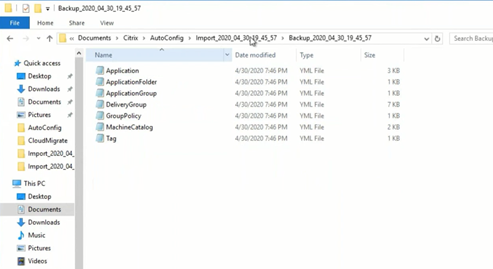 Backup_2020_04_30_19_45_57
File Home Share View
Documents > Citrix > AutoConfig > Import_2020_04_30_19_45_57 > Backup_2020_04_30_19_45_57 Search Backup
Quick access
Desktop
Downloads
Documents
Pictures
AutoConfig
CloudMigrate
Import_2020_04_
Import_2020_04_
This PC
Desktop
Documents
Downloads
Music
Pictures
Videos
Name Date modified Type Size
Application 4/30/2020 7:46 PM YML File 3 KB
ApplicationFolder 4/30/2020 7:46 PM YML File 1 KB
ApplicationGroup 4/30/2020 7:46 PM YML File 1 KB
DeliveryGroup 4/30/2020 7:46 PM YML File 7 KB
GroupPolicy 4/30/2020 7:46 PM YML File 1 KB
MachineCatalog 4/30/2020 7:46 PM YML File 2 KB
Tag 4/30/2020 7:46 PM YML File 1 KB